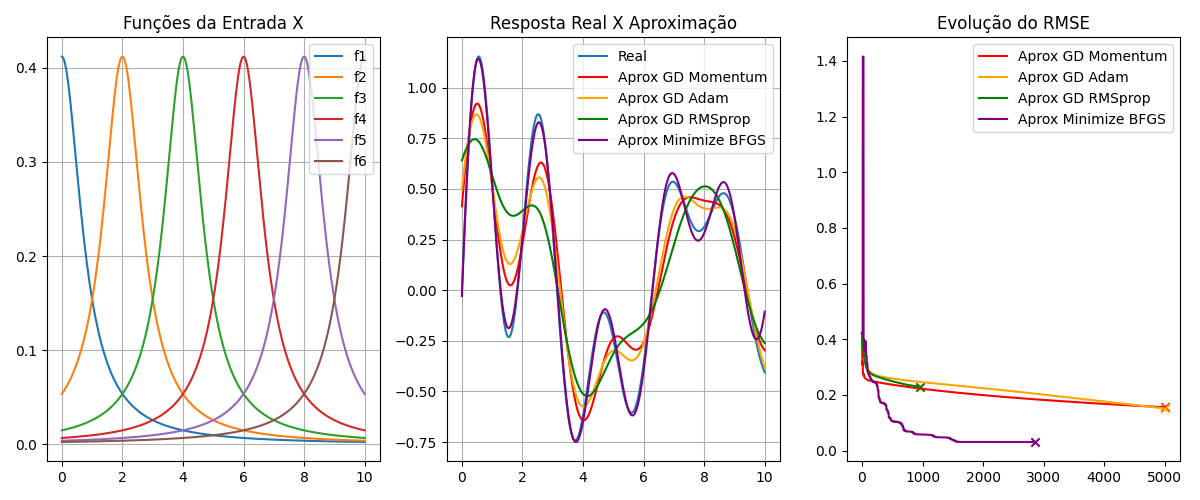 Funções da Entrada X
f1
f2
f3
f4
f5
f6
0.4
0.3
0.2
0.1
0.0
0 2 4 6 8 10
Resposta Real X Aproximação
Real
Aprox GD Momentum
Aprox GD Adam
Aprox GD RMSprop
Aprox Minimize BFGS
1.00
0.75
0.50
0.25
0.00
−0.25
−0.50
−0.75
0 2 4 6 8 10
Evolução do RMSE
Aprox GD Momentum
Aprox GD Adam
Aprox GD RMSprop
Aprox Minimize BFGS
1.4
1.2
1.0
0.8
0.6
0.4
0.2
0.0
0 1000 2000 3000 4000 5000